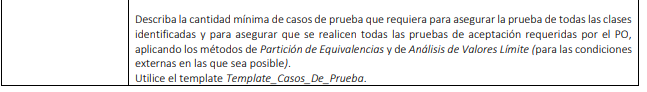 Describa la cantidad mínima de casos de prueba que requiera para asegurar la prueba de todas las clases
identificadas y para asegurar que se realicen todas las pruebas de aceptación requeridas por el PO,
aplicando los métodos de Partición de Equivalencias y de Análisis de Valores Límite (para las condiciones
externas en las que sea posible).
Utilice el template Template_Casos_De_Prueba.